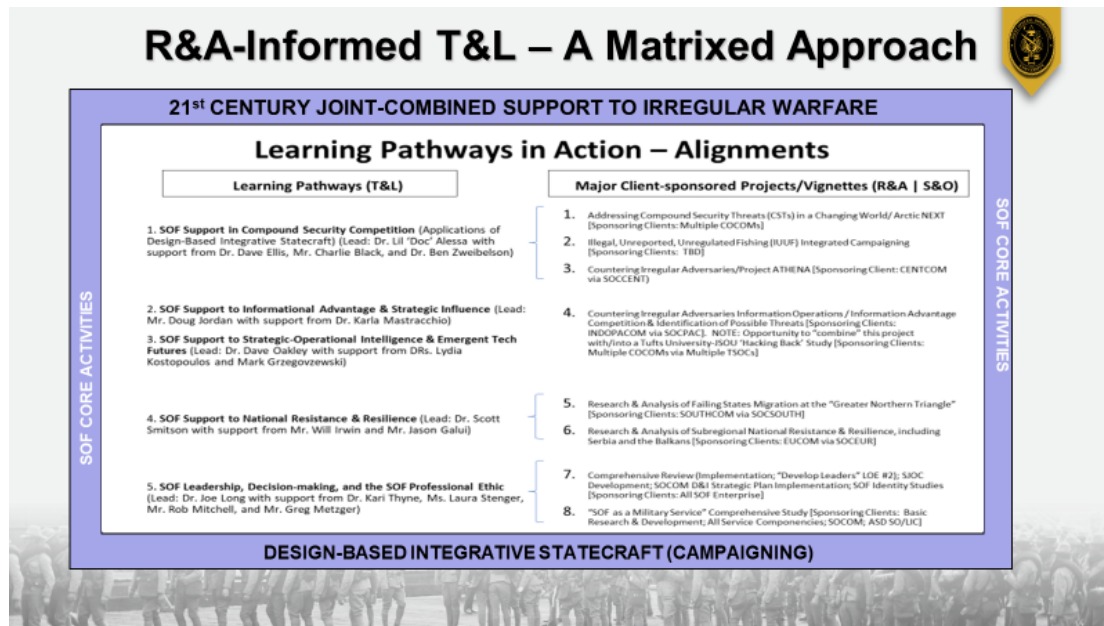 R&A-Informed T&L – A Matrixed Approach
21st CENTURY JOINT-COMBINED SUPPORT TO IRREGULAR WARFARE
Learning Pathways in Action – Alignments
Learning Pathways (T&L)
1. SOF Support in Compound Security Competition (Applications of
Design-Based Integrative Statecraft) (Lead: Dr. Lil 'Doc' Alessa with
support from Dr. Dave Ellis, Mr. Charlie Black, and Dr. Ben Zweibelson)
2. SOF Support to Informational Advantage & Strategic Influence (Lead:
Mr. Doug Jordan with support from Dr. Karla Mastracchio)
3. SOF Support to Strategic-Operational Intelligence & Emergent Tech
Futures (Lead: Dr. Dave Oakley with support from DRs. Lydia
Kostopoulos and Mark Grzegovzewski)
4. SOF Support to National Resistance & Resilience (Lead: Dr. Scott
Smitson with support from Mr. Will Irwin and Mr. Jason Galui)
5. SOF Leadership, Decision-making, and the SOF Professional Ethic
(Lead: Dr. Joe Long with support from Dr. Kari Thyne, Ms. Laura Stenger,
Mr. Rob Mitchell, and Mr. Greg Metzger)
Major Client-sponsored Projects/Vignettes (R&A | S&O)
1. Addressing Compound Security Threats (CSTs) in a Changing World/ Arctic NEXT
[Sponsoring Clients: Multiple COCOMs]
2. Illegal, Unreported, Unregulated Fishing (IUUF) Integrated Campaigning
[Sponsoring Clients: TBD]
3. Countering Irregular Adversaries/Project ATHENA [Sponsoring Client: CENTCOM
via SOCCENT)
4. Countering Irregular Adversaries Information Operations / Information Advantage
Competition & Identification of Possible Threats [Sponsoring Clients:
INDOPACOM via SOCPAC]. NOTE: Opportunity to "combine" this project
with/into a Tufts University-JSOU 'Hacking Back' Study [Sponsoring Clients:
Multiple COCOMs via Multiple TSOCs]
5. Research & Analysis of Failing States Migration at the "Greater Northern Triangle"
[Sponsoring Clients: SOUTHCOM via SOCSOUTH]
6. Research & Analysis of Subregional National Resistance & Resilience, including
Serbia and the Balkans [Sponsoring Clients: EUCOM via SOCEUR]
7. Comprehensive Review (Implementation; "Develop Leaders" LOE #2); SJOC
Development; SOCOM D&I Strategic Plan Implementation; SOF Identity Studies
[Sponsoring Clients: All SOF Enterprise]
8. "SOF as a Military Service" Comprehensive Study [Sponsoring Clients: Basic
Research & Development; All Service Componencies; SOCOM; ASD SO/LIC]
SOF CORE ACTIVITIES
SOF CORE ACTIVITIES
DESIGN-BASED INTEGRATIVE STATECRAFT (CAMPAIGNING)